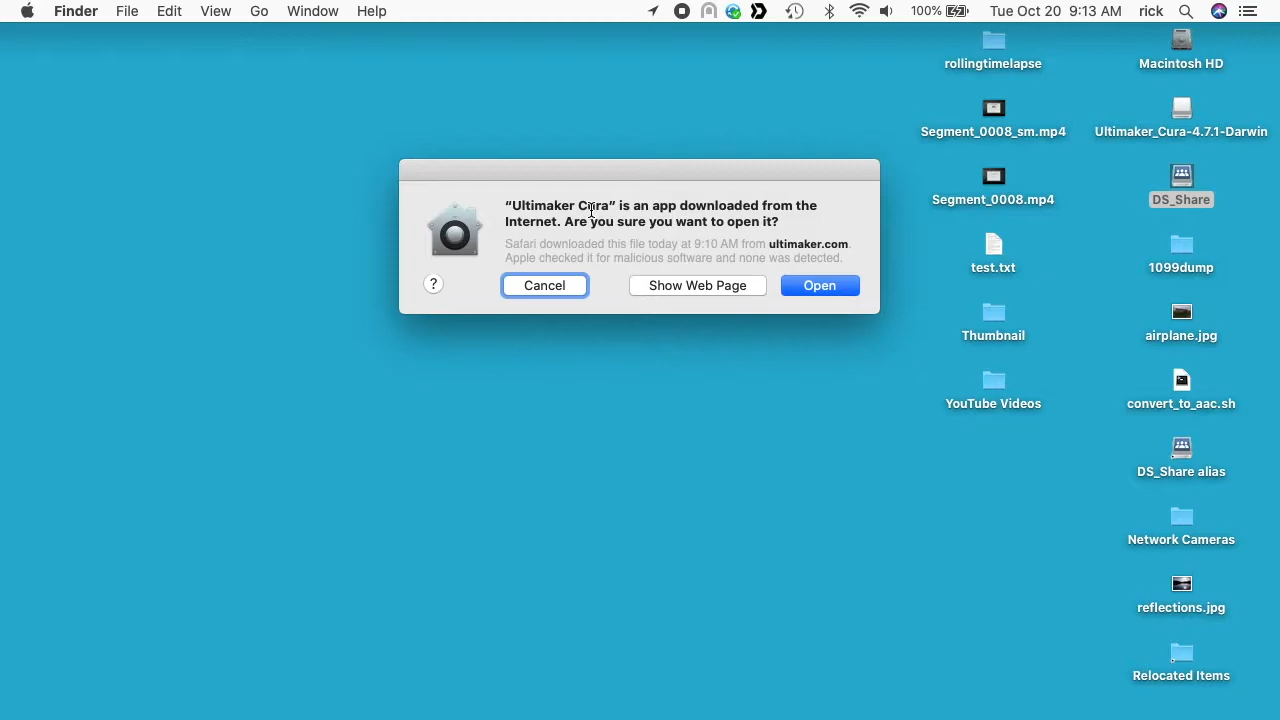 Finder File Edit View Go Window Help 100% Tue Oct 20 9:13 AM rick
rollingtimelapse
Macintosh HD
Segment_0008_sm.mp4
Ultimaker_Cura-4.7.1-Darwin
Segment_0008.mp4
DS_Share
test.txt
1099dump
Thumbnail
airplane.jpg
YouTube Videos
convert_to_aac.sh
DS_Share alias
Network Cameras
reflections.jpg
Relocated Items
“Ultimaker Cura” is an app downloaded from the
Internet. Are you sure you want to open it?
Safari downloaded this file today at 9:10 AM from ultimaker.com.
Apple checked it for malicious software and none was detected.
? Cancel Show Web Page Open